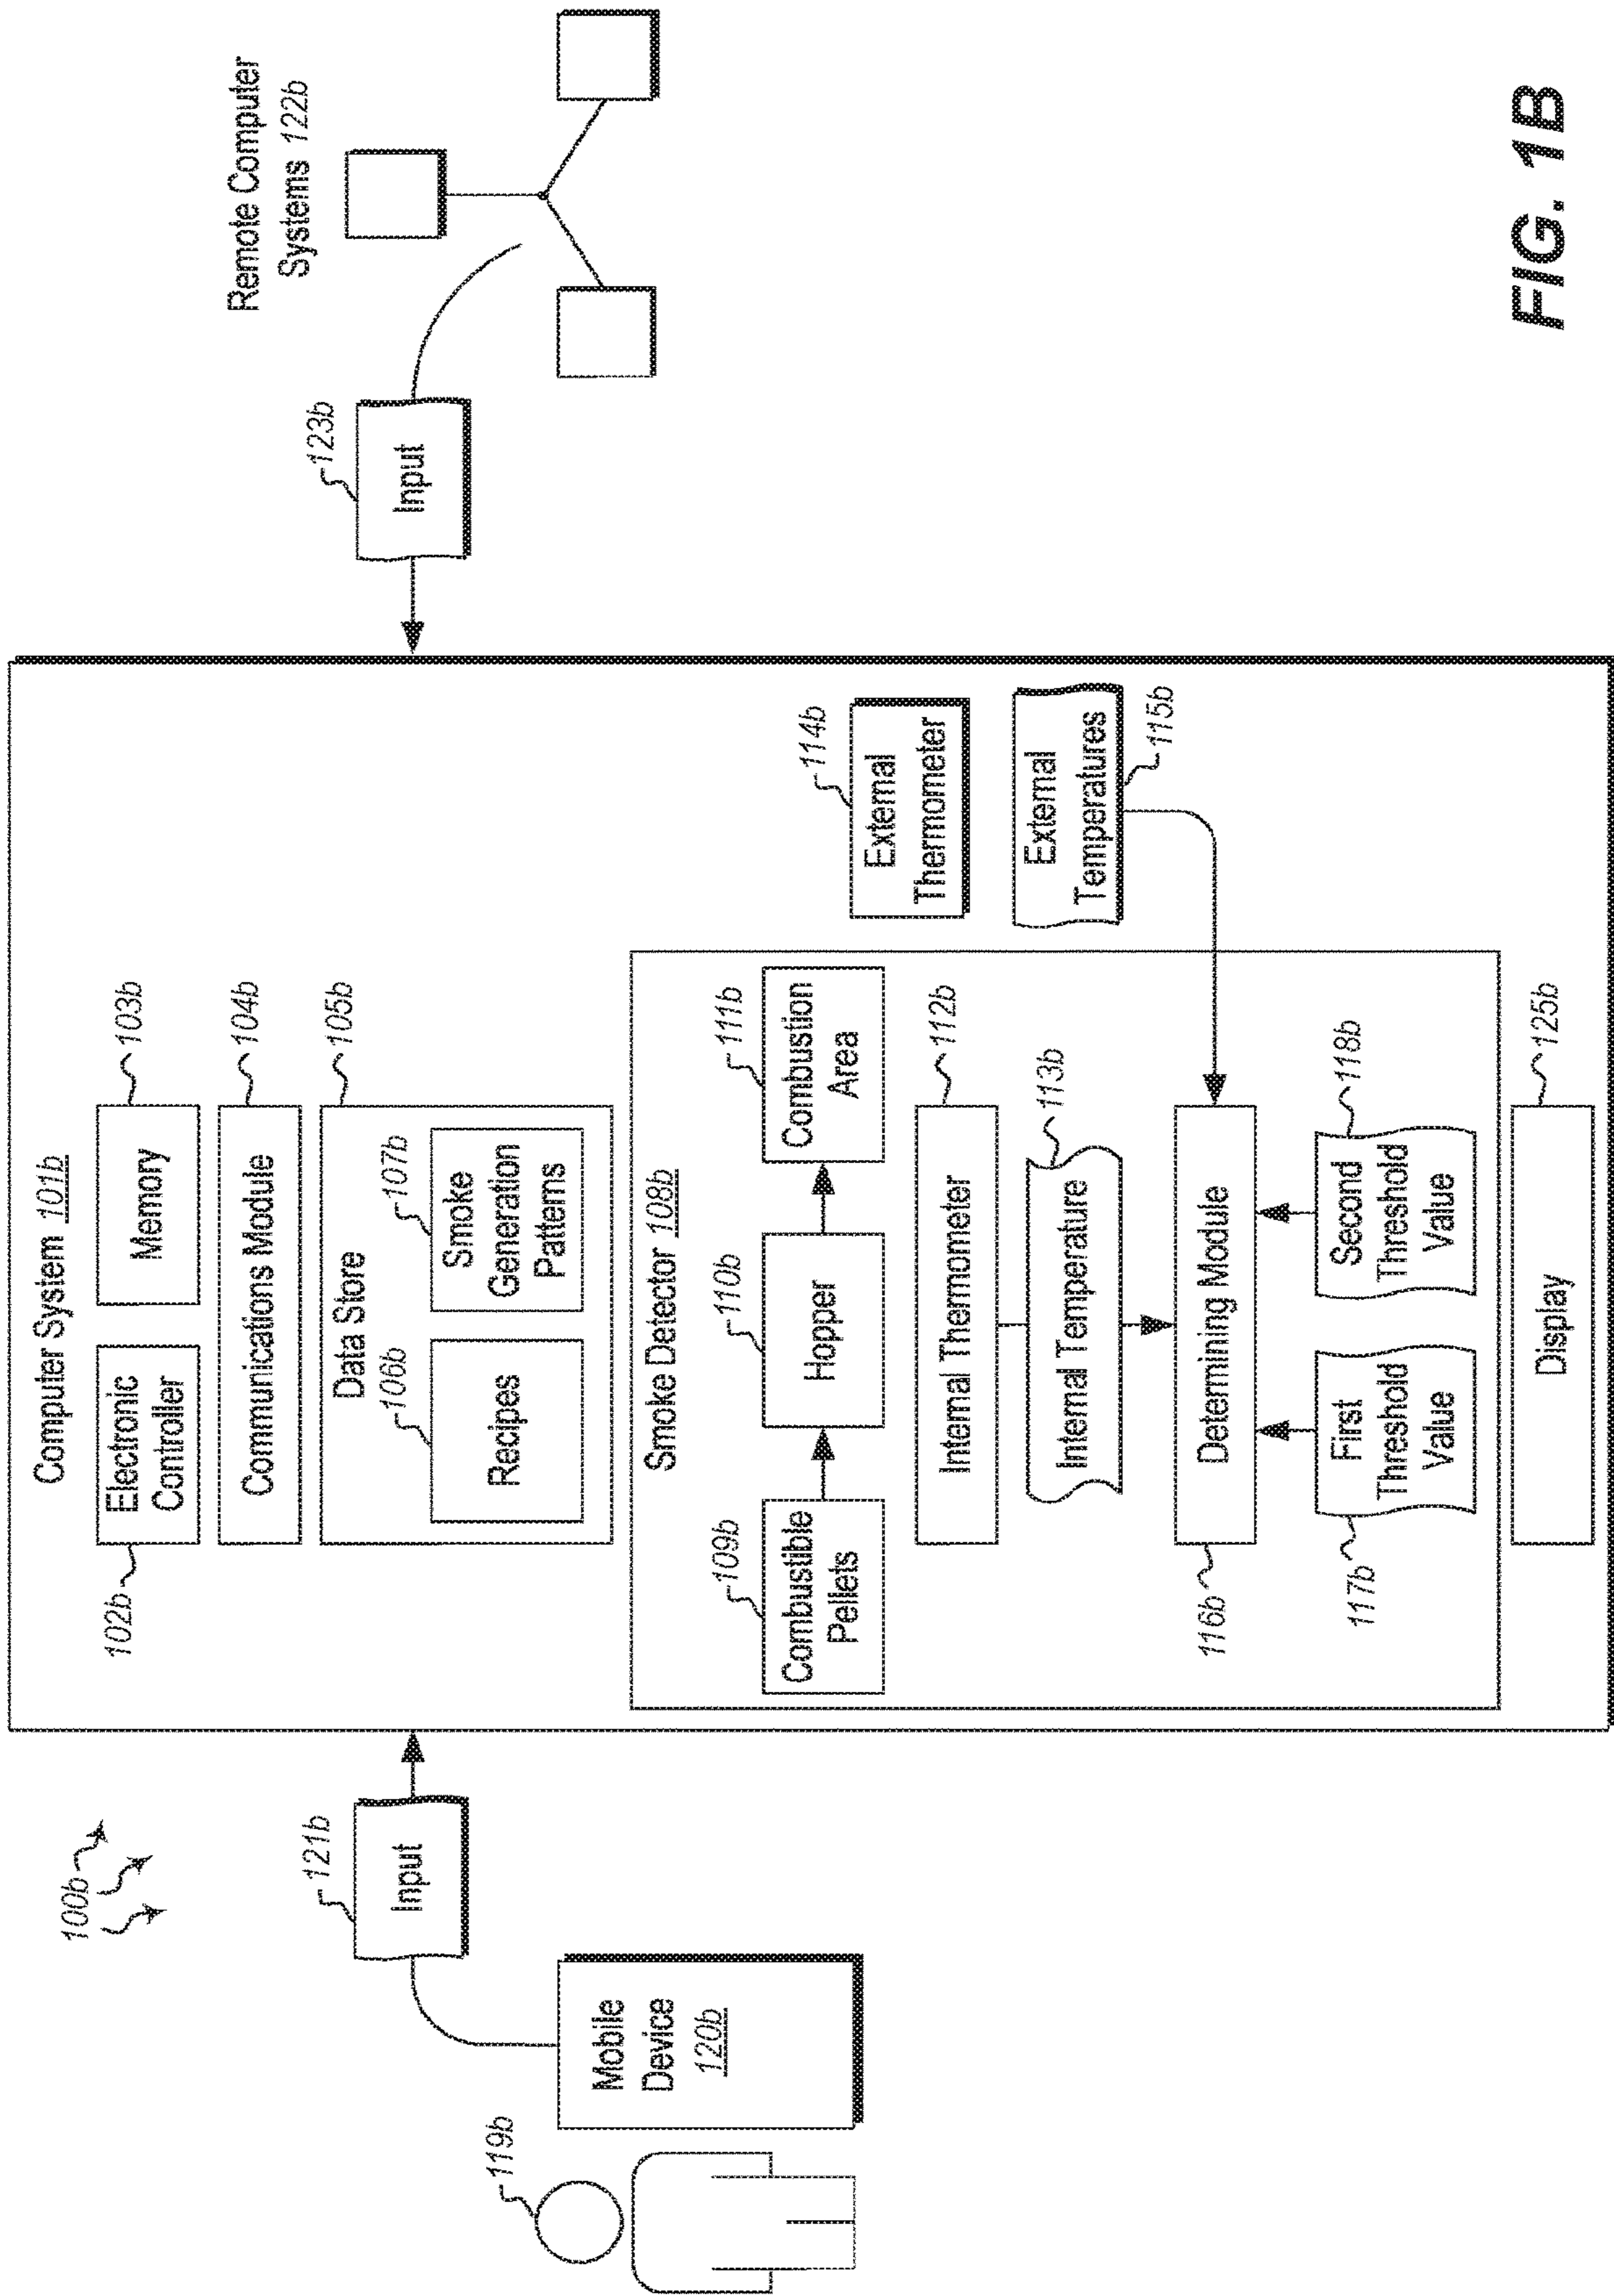 100b
Computer System 101b
Electronic
Controller
102b
Memory
103b
Communications Module
104b
Data Store
105b
106b
Recipes
107b
Smoke
Generation
Patterns
Smoke Detector 108b
109b
Combustible
Pellets
110b
Hopper
111b
Combustion
Area
Internal Thermometer
112b
Internal Temperature
113b
External
Thermometer
114b
External
Temperatures
115b
Determining Module
116b
First
Threshold
Value
117b
Second
Threshold
Value
118b
Display
125b
119b
Mobile
Device
120b
121b
Input
Remote Computer
Systems 122b
123b
Input
FIG. 1B